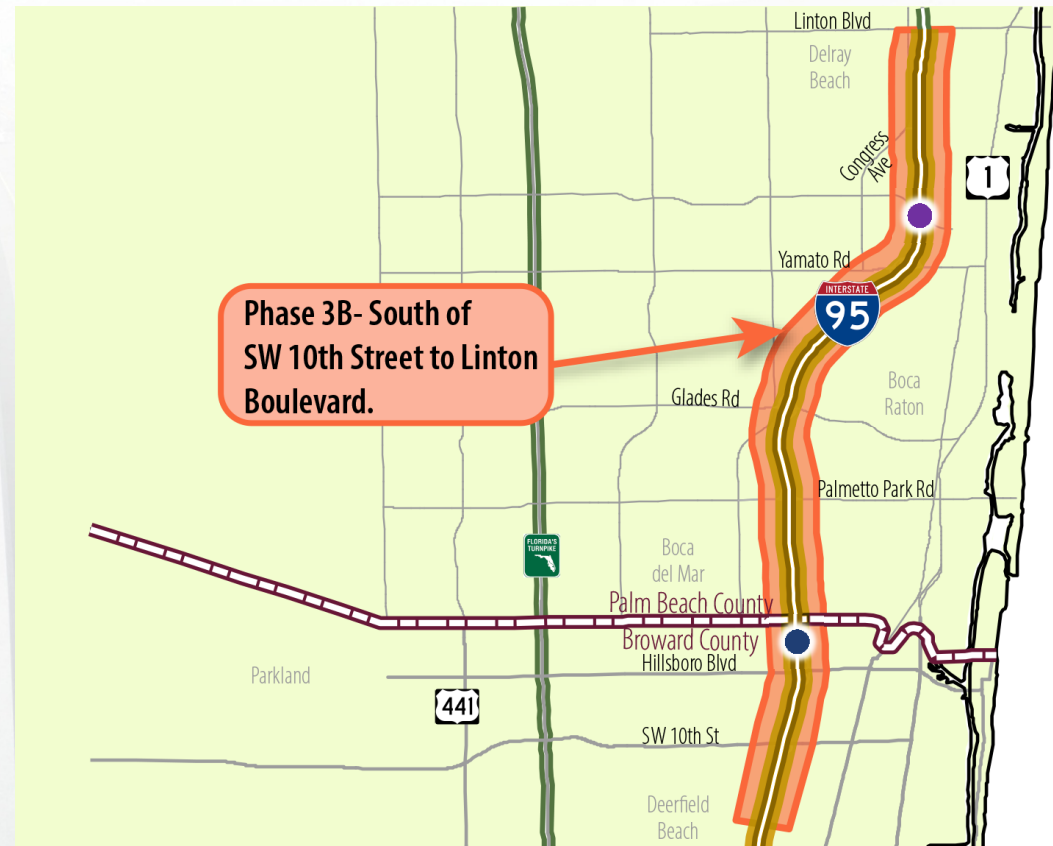 Linton Blvd
Delray
Beach
Congress
Ave
1
Yamato Rd
INTERSTATE
95
Phase 3B- South of
SW 10th Street to Linton
Boulevard.
Glades Rd
Boca
Raton
Palmetto Park Rd
FLORIDA'S
TURNPIKE
Boca
del Mar
Palm Beach County
Broward County
Hillsboro Blvd
Parkland
441
SW 10th St
Deerfield
Beach